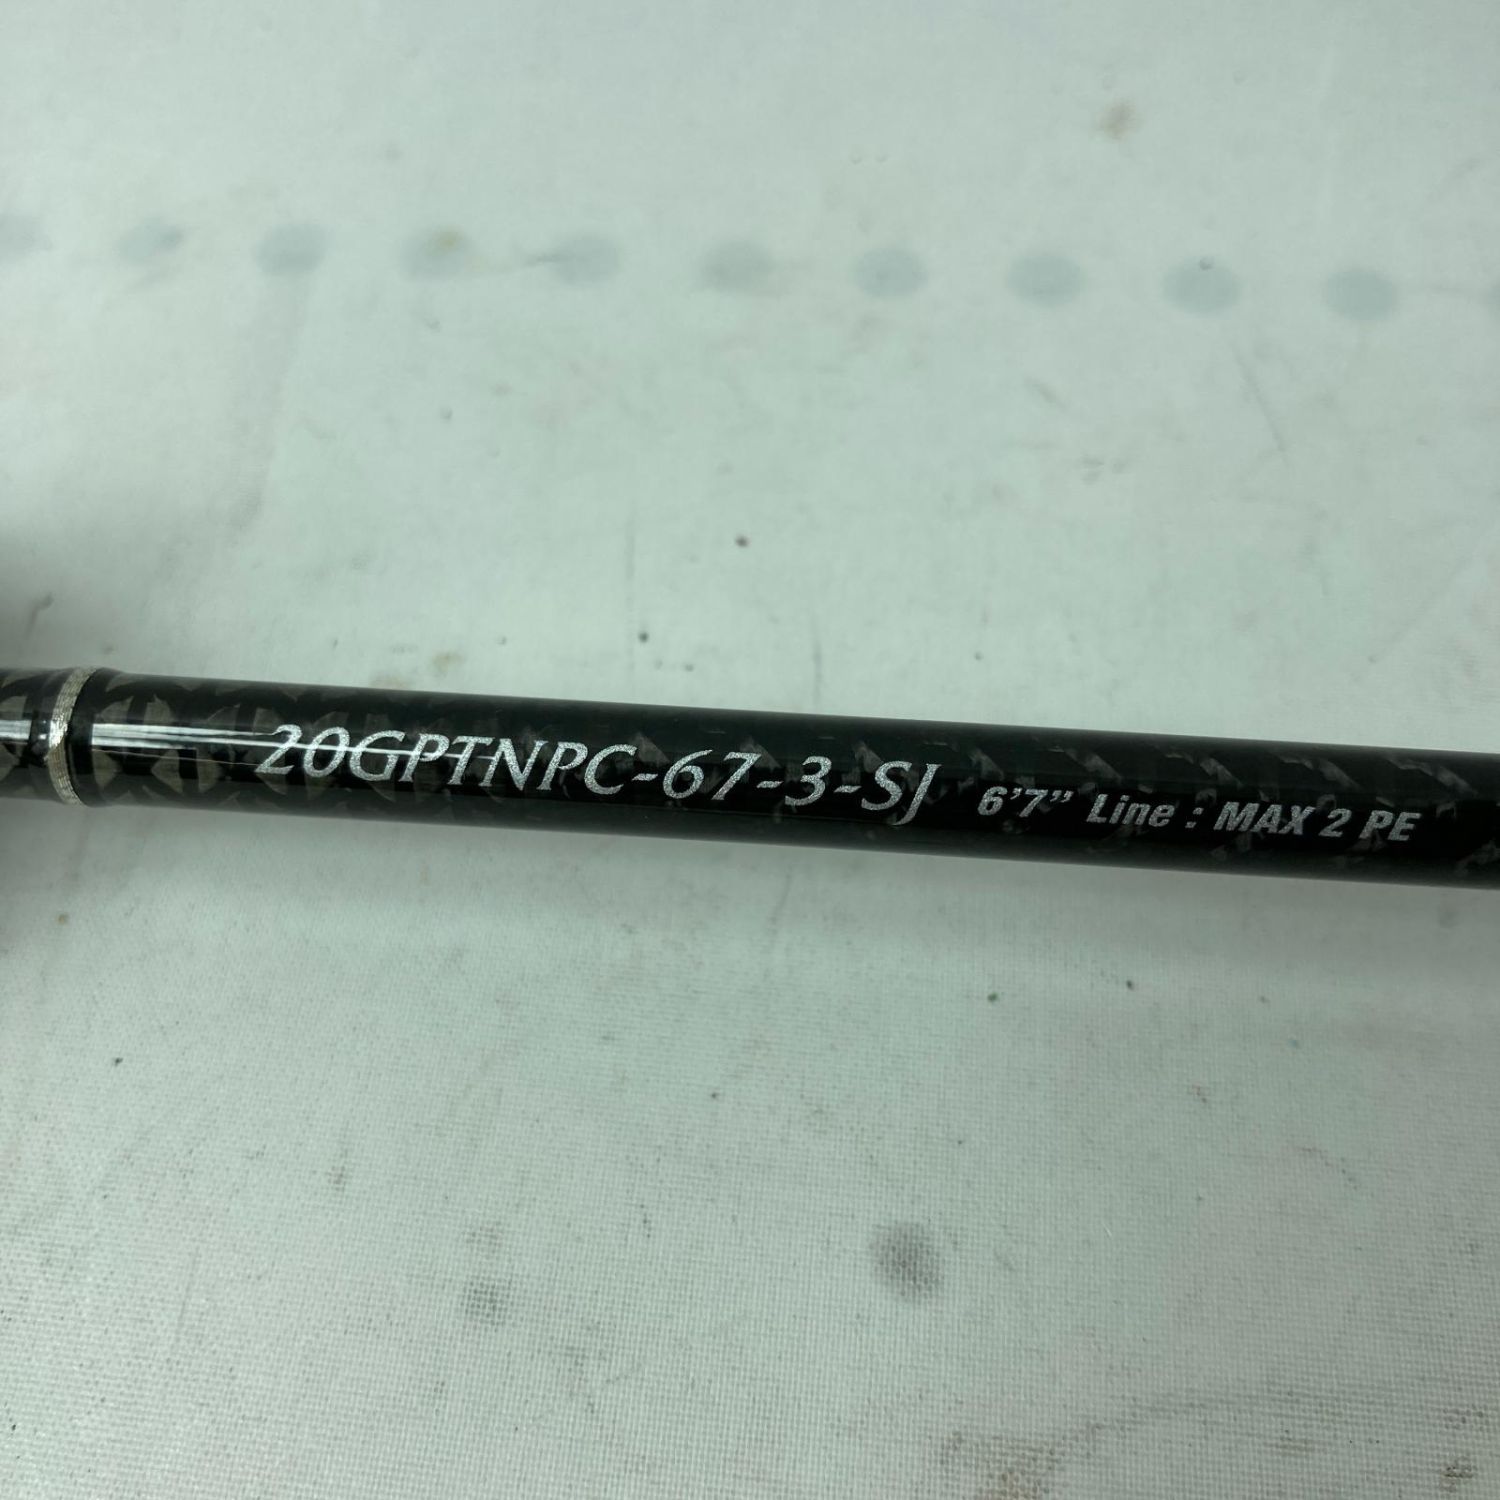 20GPTNPC-67-3-SJ 6'7" Line : MAX 2 PE